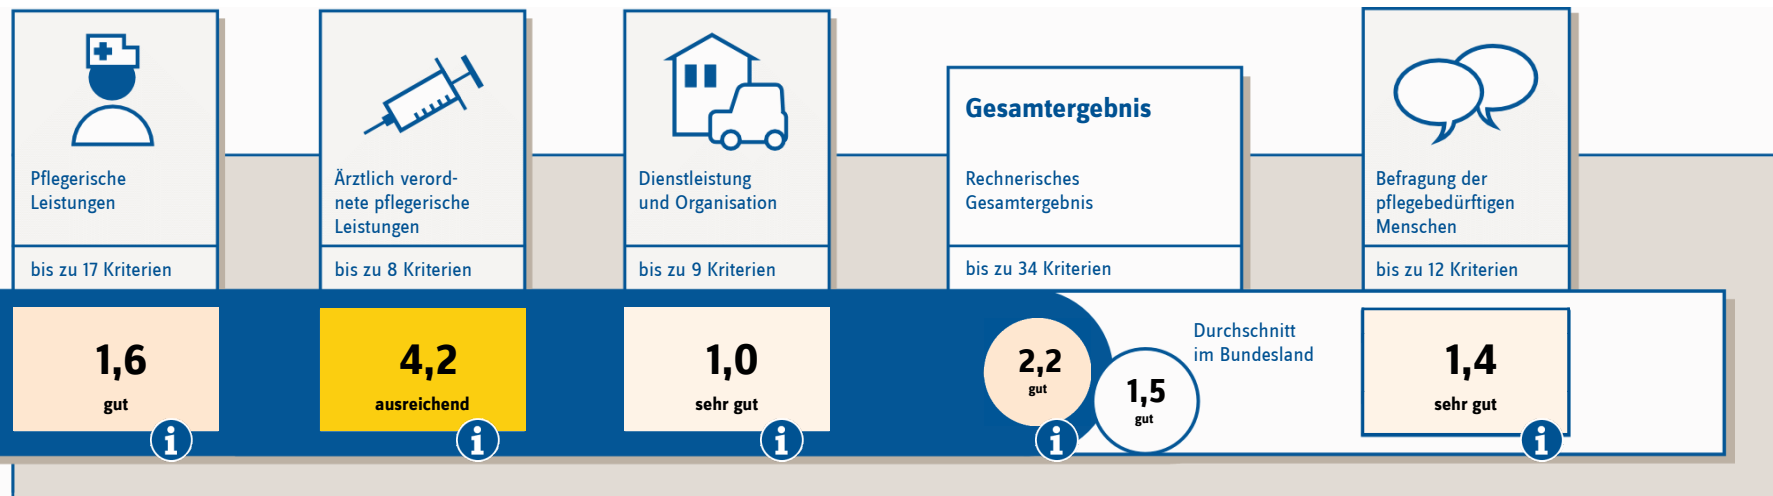 Pflegerische
Leistungen
bis zu 17 Kriterien
1,6
gut
Ärztlich verord-
nete pflegerische
Leistungen
bis zu 8 Kriterien
4,2
ausreichend
Dienstleistung
und Organisation
bis zu 9 Kriterien
1,0
sehr gut
Gesamtergebnis
Rechnerisches
Gesamtergebnis
bis zu 34 Kriterien
2,2
gut
1,5
gut
Durchschnitt
im Bundesland
Befragung der
pflegebedürftigen
Menschen
bis zu 12 Kriterien
1,4
sehr gut